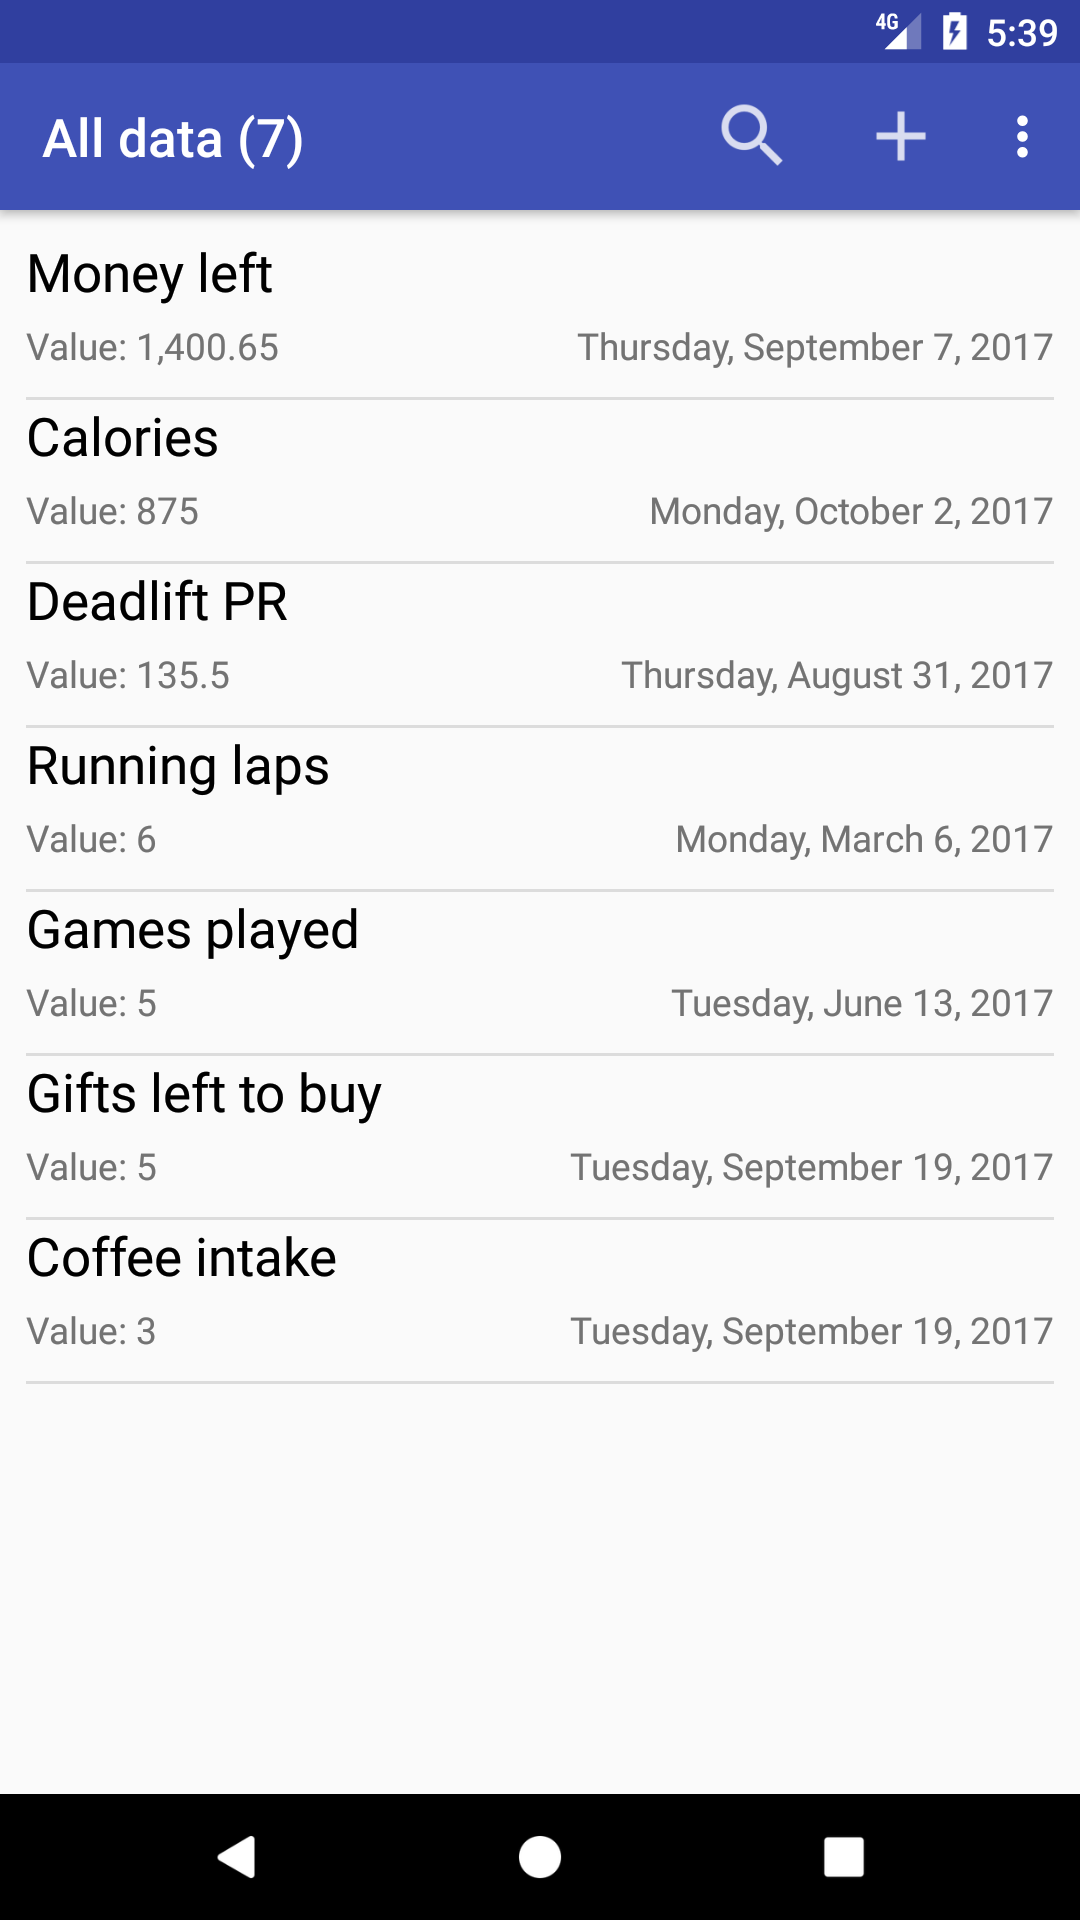 4G 5:39
All data (7)
Money left
Value: 1,400.65 Thursday, September 7, 2017
Calories
Value: 875 Monday, October 2, 2017
Deadlift PR
Value: 135.5 Thursday, August 31, 2017
Running laps
Value: 6 Monday, March 6, 2017
Games played
Value: 5 Tuesday, June 13, 2017
Gifts left to buy
Value: 5 Tuesday, September 19, 2017
Coffee intake
Value: 3 Tuesday, September 19, 2017